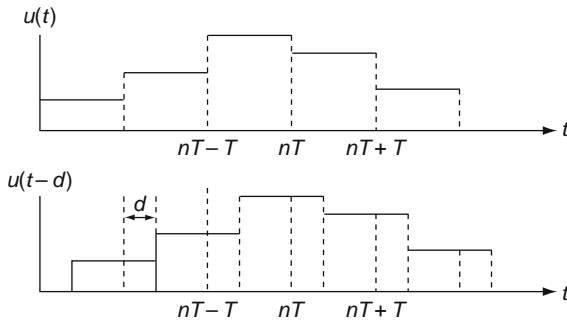 u(t)
t
nT – T nT nT + T
u(t – d)
d
t
nT – T nT nT + T